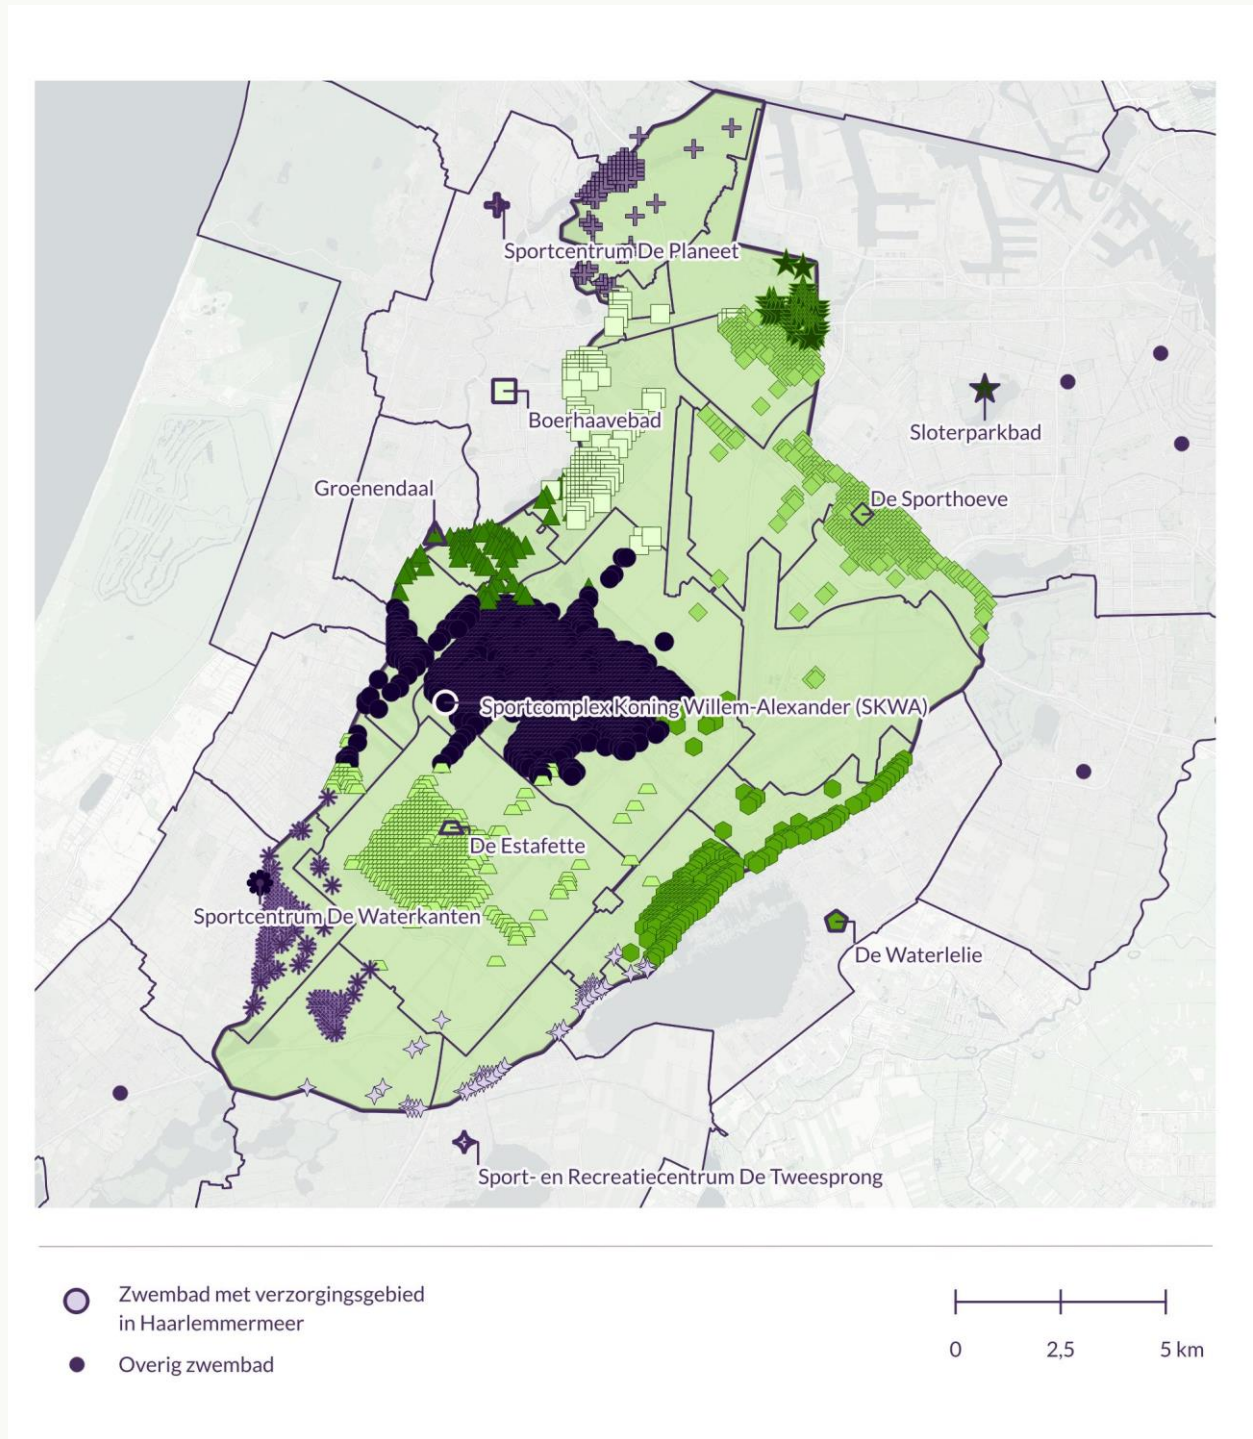 Sportcentrum De Planeet
Boerhaavebad
Sloterparkbad
Groenendaal
De Sporthoeve
Sportcomplex Koning Willem-Alexander (SKWA)
De Estafette
Sportcentrum De Waterkanten
De Waterlelie
Sport- en Recreatiecentrum De Tweesprong
Zwembad met verzorgingsgebied
in Haarlemmermeer
Overig zwembad
0 2,5 5 km